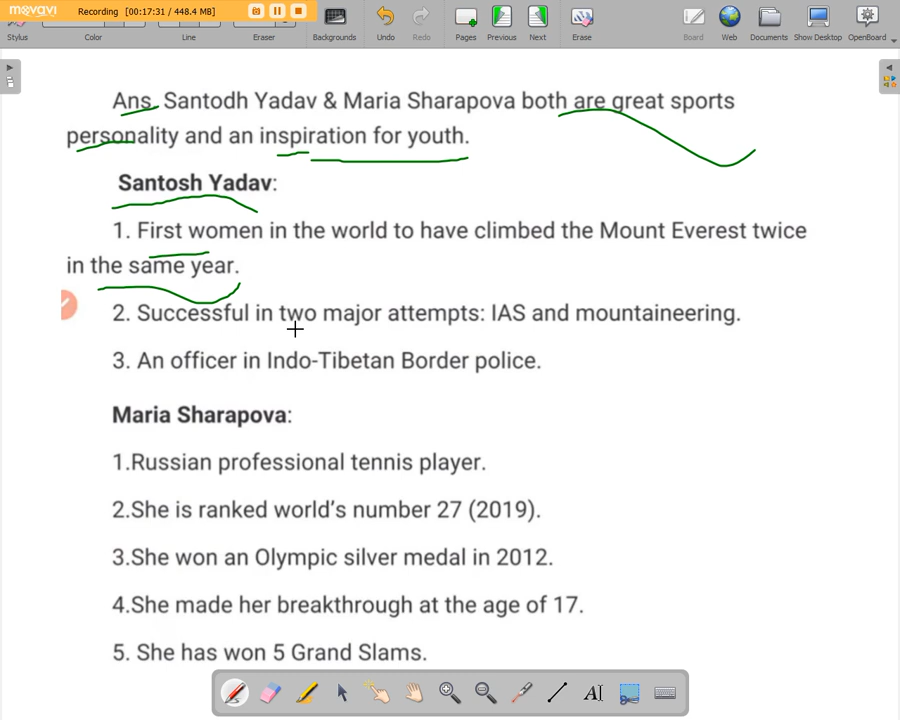 movavi
Recording (00:17:31 / 448.4 MB)
Stylus Color Line Eraser Backgrounds Undo Redo Pages Previous Next Erase Board Web Documents Show Desktop OpenBoard
Ans. Santodh Yadav & Maria Sharapova both are great sports
personality and an inspiration for youth.
Santosh Yadav:
1. First women in the world to have climbed the Mount Everest twice
in the same year.
2. Successful in two major attempts: IAS and mountaineering.
3. An officer in Indo-Tibetan Border police.
Maria Sharapova:
1.Russian professional tennis player.
2.She is ranked world’s number 27 (2019).
3.She won an Olympic silver medal in 2012.
4.She made her breakthrough at the age of 17.
5. She has won 5 Grand Slams.